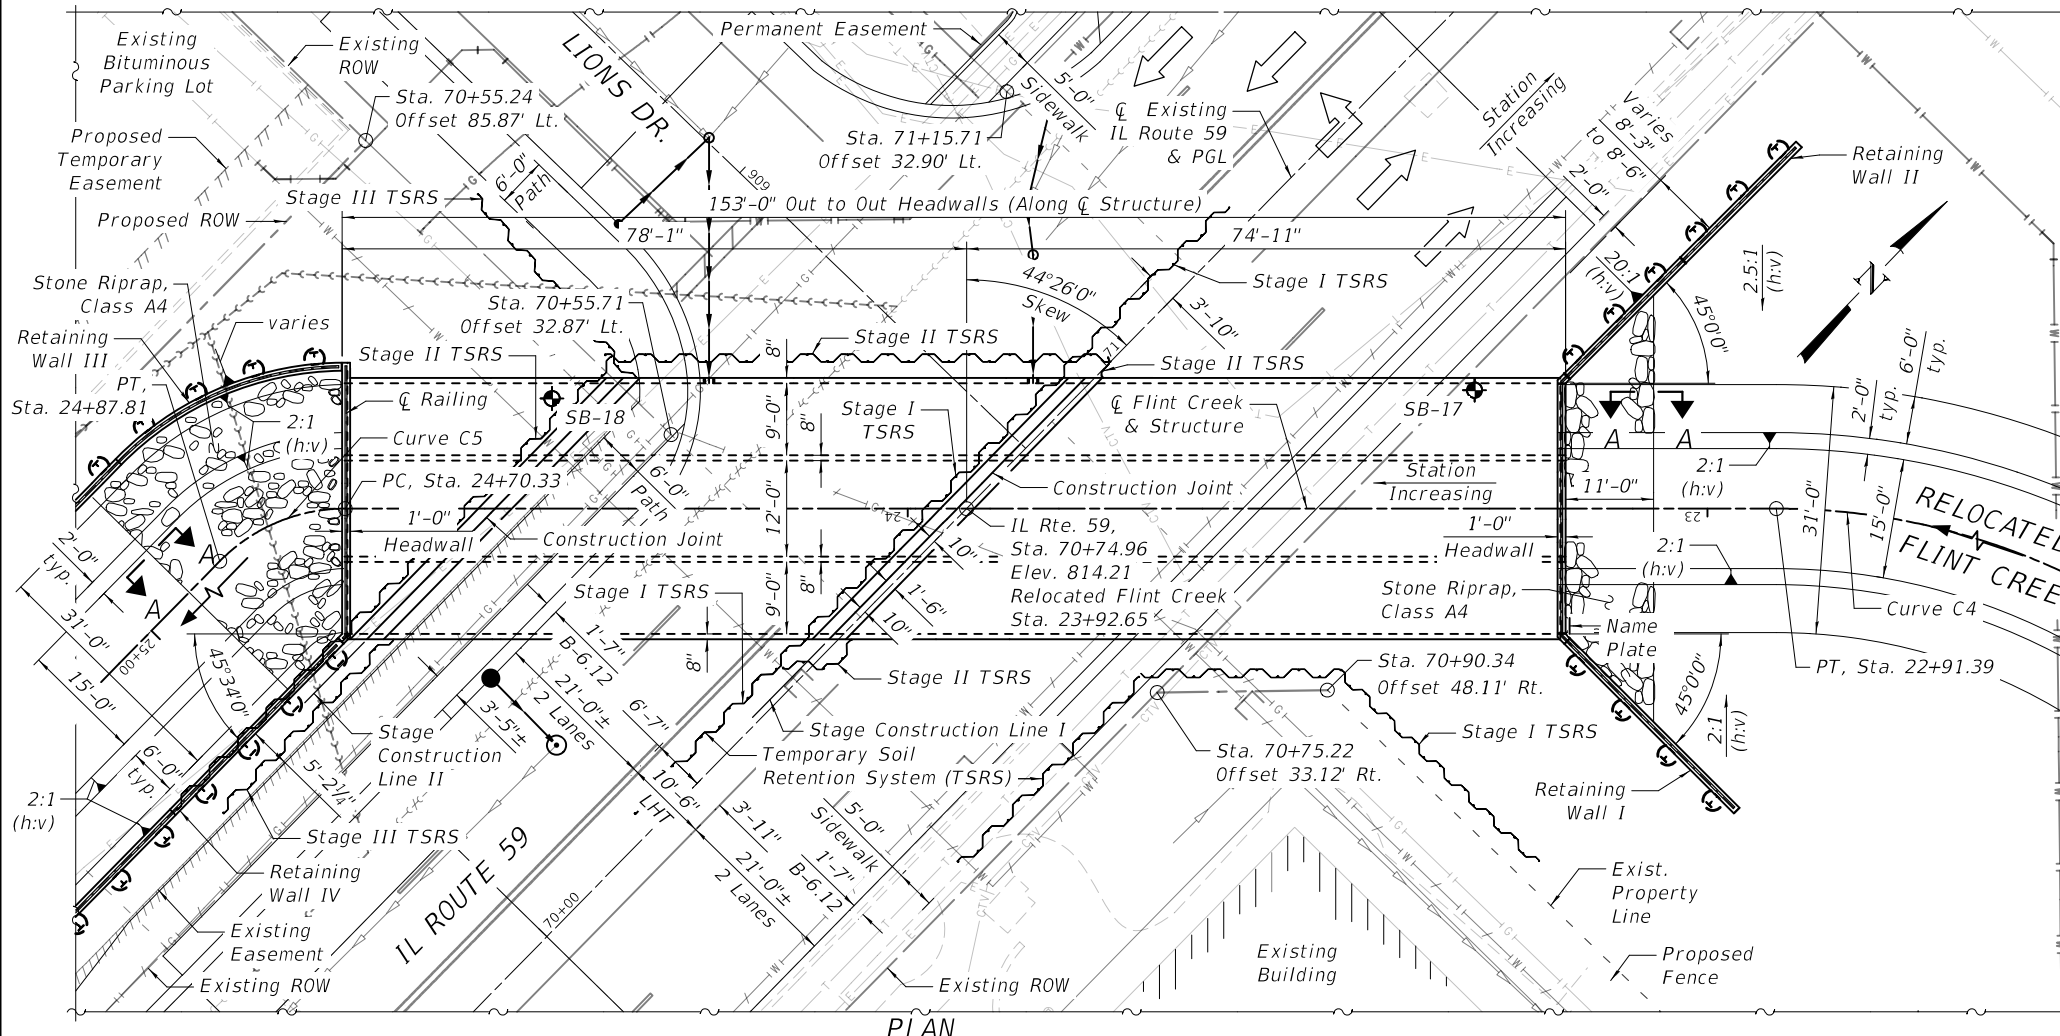 Existing
Bituminous
Parking Lot
Existing
ROW
LIONS DR.
Permanent Easement
5'-0"
Sidewalk
℄ Existing
IL Route 59
& PGL
Station
Increasing
Varies
8'-3"
to 8'-6"
2'-0"
Retaining
Wall II
Sta. 70+55.24
Offset 85.87' Lt.
Sta. 71+15.71
Offset 32.90' Lt.
Proposed
Temporary
Easement
Stage III TSRS
6'-0"
Path
909
Proposed ROW
153'-0" Out to Out Headwalls (Along ℄ Structure)
78'-1"
74'-11"
44°26'0"
Skew
Stage I TSRS
3'-10"
20:1
(h:v)
45°0'0"
2.5:1
(h:v)
N
Stone Riprap,
Class A4
Retaining
Wall III
varies
Sta. 70+55.71
Offset 32.87' Lt.
Stage II TSRS
Stage II TSRS
Stage II TSRS
71
8"
PT,
Sta. 24+87.81
2:1
(h:v)
℄ Railing
SB-18
9'-0"
8"
Stage I
TSRS
℄ Flint Creek
& Structure
SB-17
A A
2'-0"
typ.
6'-0"
typ.
Curve C5
PC, Sta. 24+70.33
6'-0"
Path
Construction Joint
Station
Increasing
2:1
(h:v)
11'-0"
1'-0"
Headwall
Construction Joint
12'-0"
24
10"
IL Rte. 59,
Sta. 70+74.96
Elev. 814.21
Relocated Flint Creek
Sta. 23+92.65
1'-0"
Headwall
23
2:1
(h:v)
31'-0"
15'-0"
RELOCATED
FLINT CREE
N
2'-0"
typ.
A
A
N
Stage I TSRS
9'-0"
8"
8"
1'-6"
10"
Stone Riprap,
Class A4
Name
Plate
Curve C4
31'-0"
25+00
45°34'0"
1'-7"
B-6.12
Stage II TSRS
Sta. 70+90.34
Offset 48.11' Rt.
PT, Sta. 22+91.39
45°0'0"
15'-0"
21'-0"±
2 Lanes
3'-5"±
6'-7"
Stage Construction Line I
Temporary Soil
Retention System (TSRS)
Sta. 70+75.22
Offset 33.12' Rt.
Stage I TSRS
2:1
(h:v)
Stage
Construction
Line II
6'-0"
typ.
5'-2¼"
10'-6"
LHT
2:1
(h:v)
Stage III TSRS
Retaining
Wall IV
IL ROUTE 59
70+00
3'-11"
21'-0"±
2 Lanes
5'-0"
Sidewalk
1'-7"
B-6.12
Retaining
Wall I
Exist.
Property
Line
Existing
Easement
Existing ROW
Existing ROW
Existing
Building
Proposed
Fence
PLAN